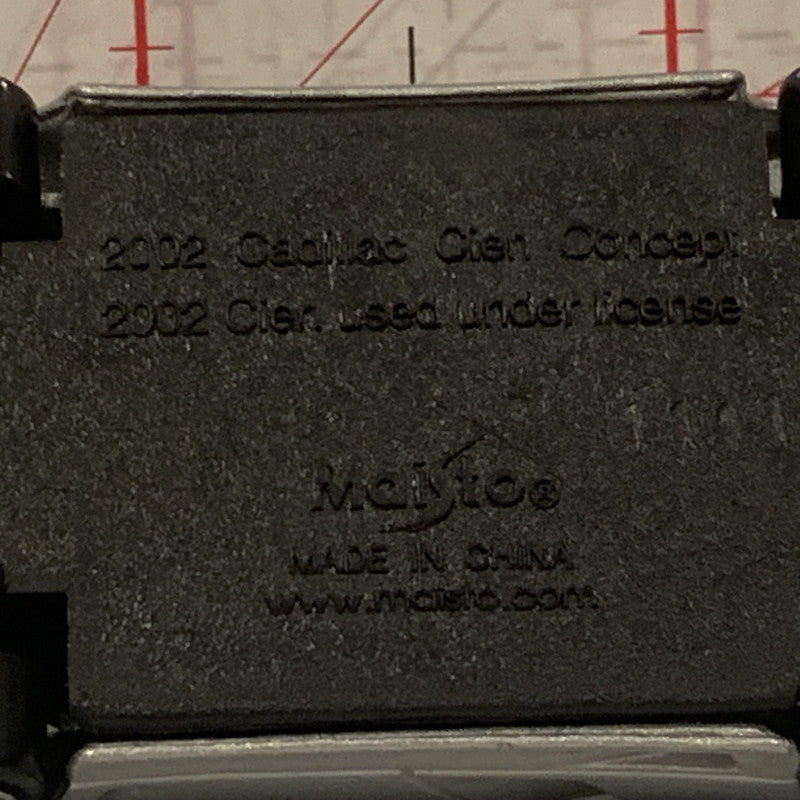 2002 Cadillac Cien Concept
2002 Cien used under license
Maisto®
MADE IN CHINA
www.maisto.com